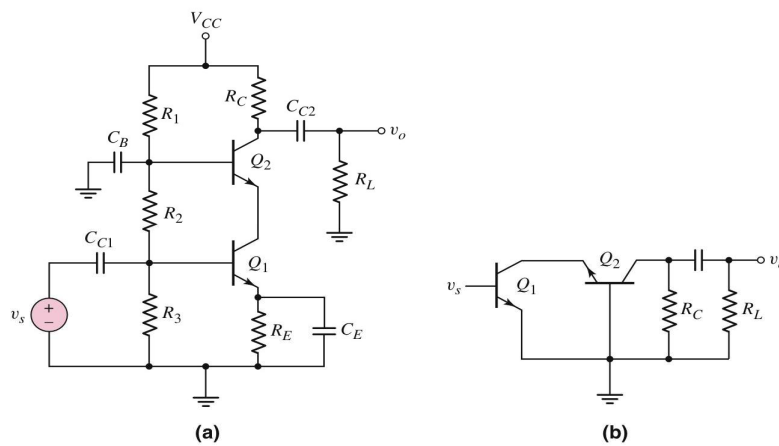 V_CC
R_1
R_C
C_C2
v_o
C_B
Q_2
R_L
R_2
C_C1
Q_1
v_s
+
−
R_3
R_E
C_E
(a)
Q_2
v_s
Q_1
R_C
R_L
(b)